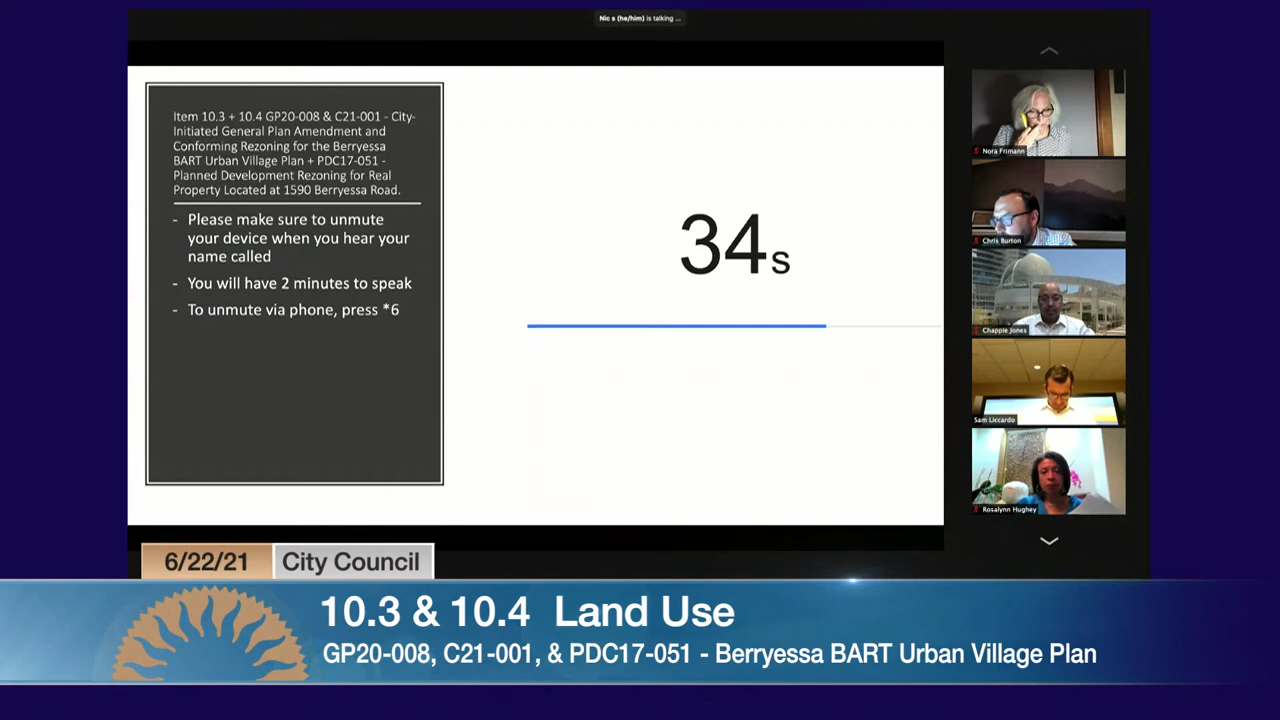 Nic s (he/him) is talking ...
Item 10.3 + 10.4 GP20-008 & C21-001 - City-
Initiated General Plan Amendment and
Conforming Rezoning for the Berryessa
BART Urban Village Plan + PDC17-051 -
Planned Development Rezoning for Real
Property Located at 1590 Berryessa Road.
- Please make sure to unmute
your device when you hear your
name called
- You will have 2 minutes to speak
- To unmute via phone, press *6
34s
Nora Frimann
Chris Burton
Chappie Jones
Sam Liccardo
Rosalynn Hughey
6/22/21
City Council
10.3 & 10.4 Land Use
GP20-008, C21-001, & PDC17-051 - Berryessa BART Urban Village Plan